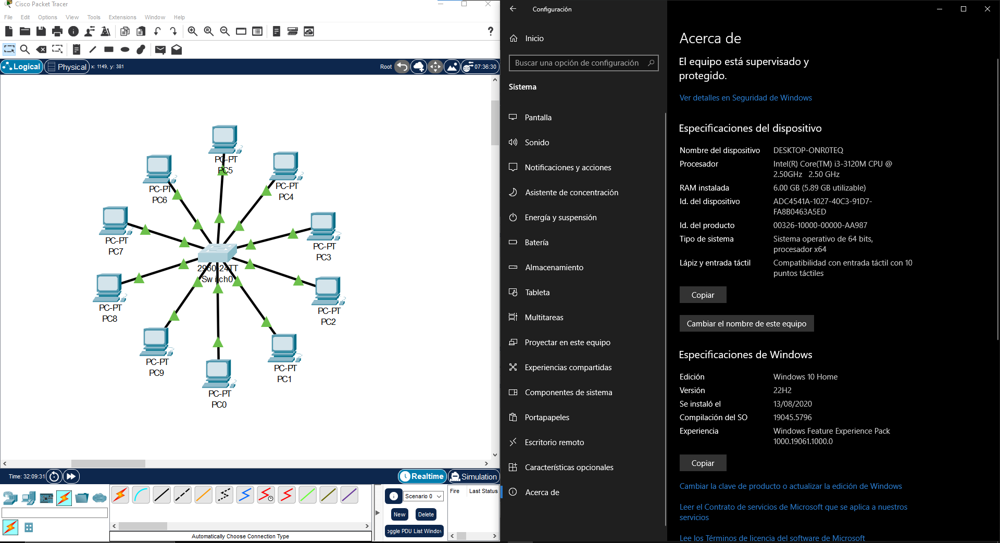 Cisco Packet Tracer
File Edit Options View Tools Extensions Window Help
Logical
Physical
x: 1149, y: 381
Root
07:36:30
PC-PT
PC5
PC-PT
PC6
PC-PT
PC4
PC-PT
PC7
PC-PT
PC3
2960-24TT
Switch0
PC-PT
PC8
PC-PT
PC2
PC-PT
PC9
PC-PT
PC1
PC-PT
PC0
Time: 32:09:31
Realtime
Simulation
Scenario 0
New
Delete
oggle PDU List Windov
Fire Last Status
Automatically Choose Connection Type
Configuración
Inicio
Buscar una opción de configuración
Sistema
Pantalla
Sonido
Notificaciones y acciones
Asistente de concentración
Energía y suspensión
Batería
Almacenamiento
Tableta
Multitareas
Proyectar en este equipo
Experiencias compartidas
Componentes de sistema
Portapapeles
Escritorio remoto
Características opcionales
Acerca de
Acerca de
El equipo está supervisado y
protegido.
Ver detalles en Seguridad de Windows
Especificaciones del dispositivo
Nombre del dispositivo DESKTOP-ONR0TEQ
Procesador Intel(R) Core(TM) i3-3120M CPU @
2.50GHz 2.50 GHz
RAM instalada 6.00 GB (5.89 GB utilizable)
Id. del dispositivo ADC4541A-1027-40C3-91D7-
FA8B0463A5ED
Id. del producto 00326-10000-00000-AA987
Tipo de sistema Sistema operativo de 64 bits,
procesador x64
Lápiz y entrada táctil Compatibilidad con entrada táctil con 10
puntos táctiles
Copiar
Cambiar el nombre de este equipo
Especificaciones de Windows
Edición Windows 10 Home
Versión 22H2
Se instaló el 13/08/2020
Compilación del SO 19045.5796
Experiencia Windows Feature Experience Pack
1000.19061.1000.0
Copiar
Cambiar la clave de producto o actualizar la edición de Windows
Leer el Contrato de servicios de Microsoft que se aplica a nuestros
servicios
Lee los Términos de licencia del software de Microsoft